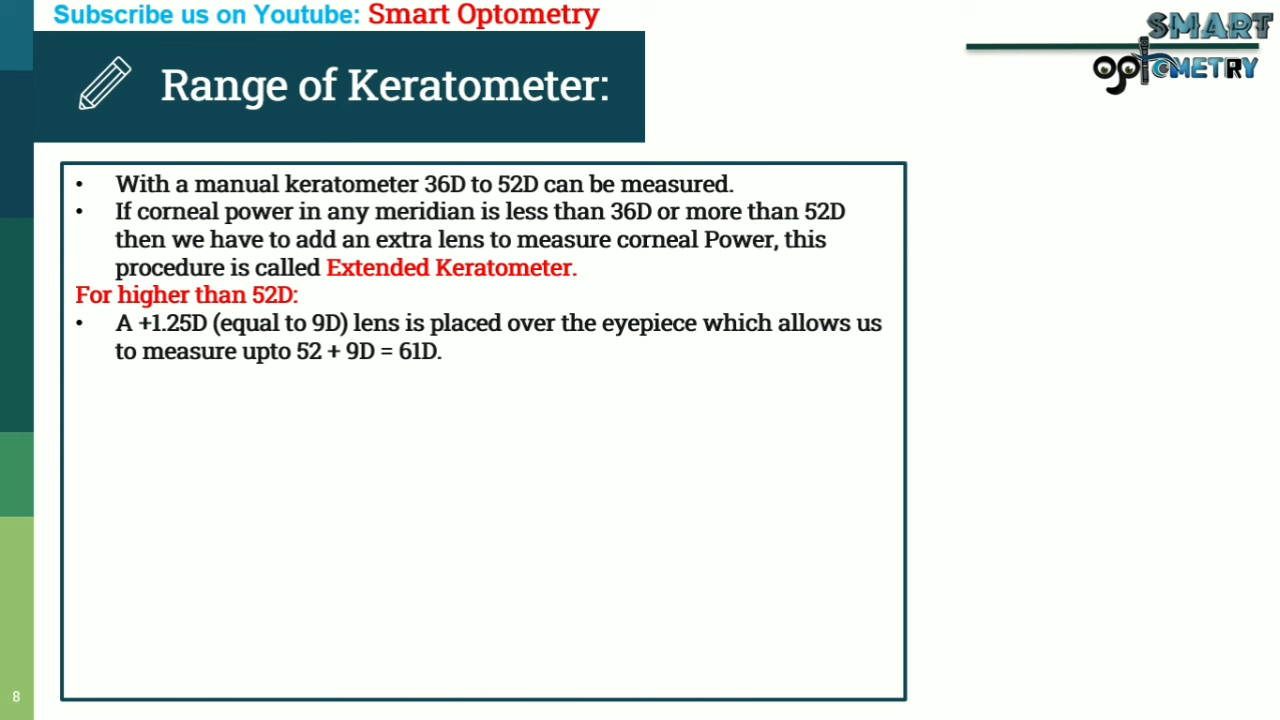 Subscribe us on Youtube: Smart Optometry
SMART
OptOMETRY
Range of Keratometer:
• With a manual keratometer 36D to 52D can be measured.
• If corneal power in any meridian is less than 36D or more than 52D
then we have to add an extra lens to measure corneal Power, this
procedure is called Extended Keratometer.
For higher than 52D:
• A +1.25D (equal to 9D) lens is placed over the eyepiece which allows us
to measure upto 52 + 9D = 61D.
8